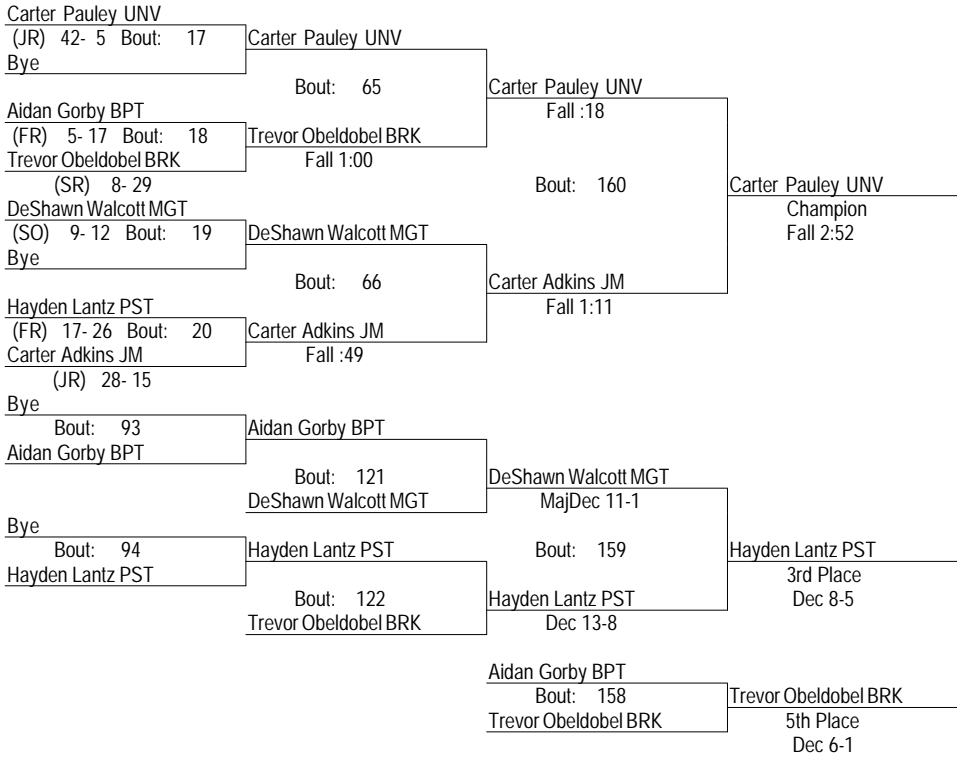 Carter Pauley UNV
(JR) 42- 5 Bout: 17 Carter Pauley UNV
Bye
Bout: 65 Carter Pauley UNV
Aidan Gorby BPT Fall :18
(FR) 5- 17 Bout: 18 Trevor Obeldobel BRK
Trevor Obeldobel BRK Fall 1:00
(SR) 8- 29 Bout: 160 Carter Pauley UNV
DeShawn Walcott MGT Champion
(SO) 9- 12 Bout: 19 DeShawn Walcott MGT Fall 2:52
Bye
Bout: 66 Carter Adkins JM
Hayden Lantz PST Fall 1:11
(FR) 17- 26 Bout: 20 Carter Adkins JM
Carter Adkins JM Fall :49
(JR) 28- 15
Bye
Bout: 93 Aidan Gorby BPT
Aidan Gorby BPT
Bout: 121 DeShawn Walcott MGT
DeShawn Walcott MGT MajDec 11-1
Bye
Bout: 94 Hayden Lantz PST Bout: 159 Hayden Lantz PST
Hayden Lantz PST 3rd Place
Bout: 122 Hayden Lantz PST Dec 8-5
Trevor Obeldobel BRK Dec 13-8
Aidan Gorby BPT
Bout: 158 Trevor Obeldobel BRK
Trevor Obeldobel BRK 5th Place
Dec 6-1